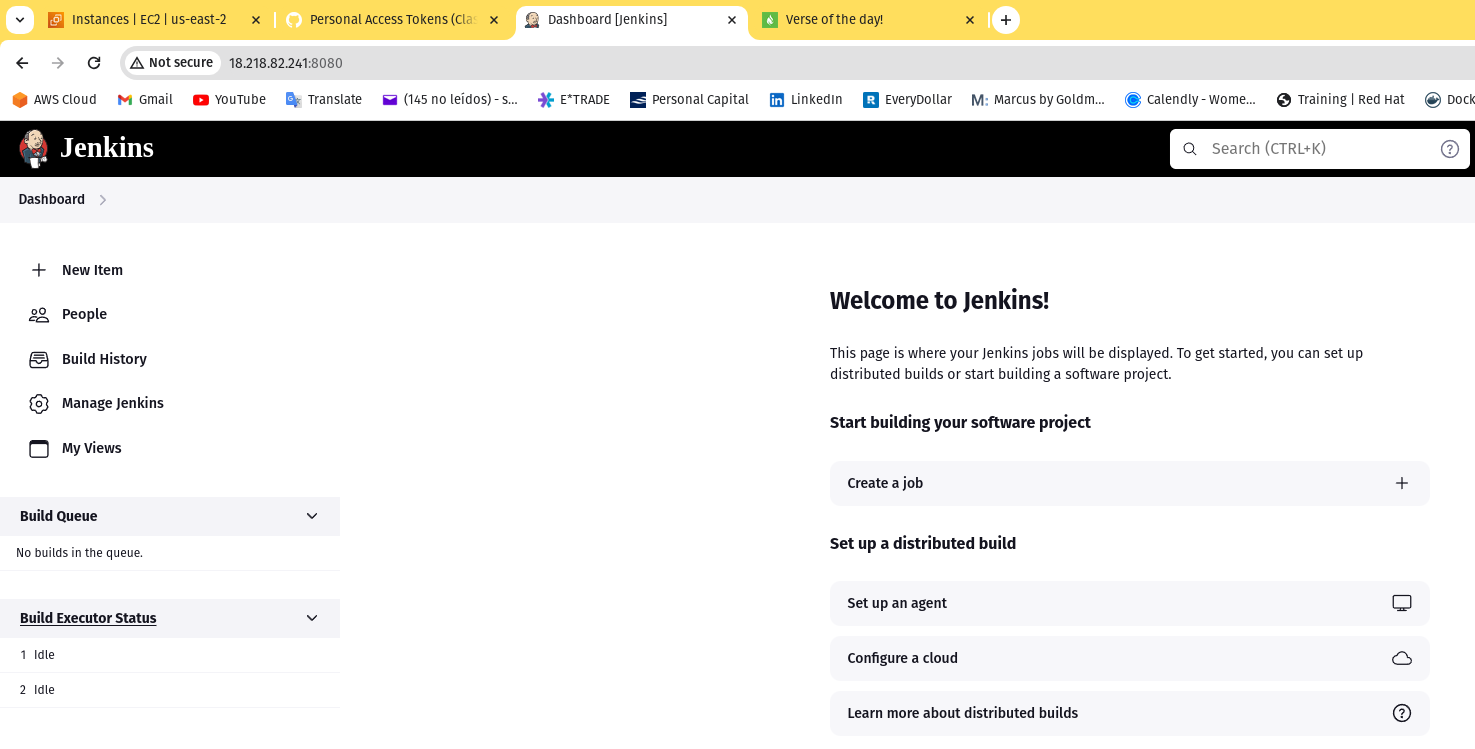 Instances | EC2 | us-east-2
Personal Access Tokens (Clas
Dashboard [Jenkins]
Verse of the day!
Not secure
18.218.82.241:8080
AWS Cloud
Gmail
YouTube
Translate
(145 no leídos) - s...
E*TRADE
Personal Capital
LinkedIn
EveryDollar
Marcus by Goldm...
Calendly - Wome...
Training | Red Hat
Dock
Jenkins
Search (CTRL+K)
Dashboard
New Item
People
Build History
Manage Jenkins
My Views
Build Queue
No builds in the queue.
Build Executor Status
1 Idle
2 Idle
Welcome to Jenkins!
This page is where your Jenkins jobs will be displayed. To get started, you can set up
distributed builds or start building a software project.
Start building your software project
Create a job
Set up a distributed build
Set up an agent
Configure a cloud
Learn more about distributed builds